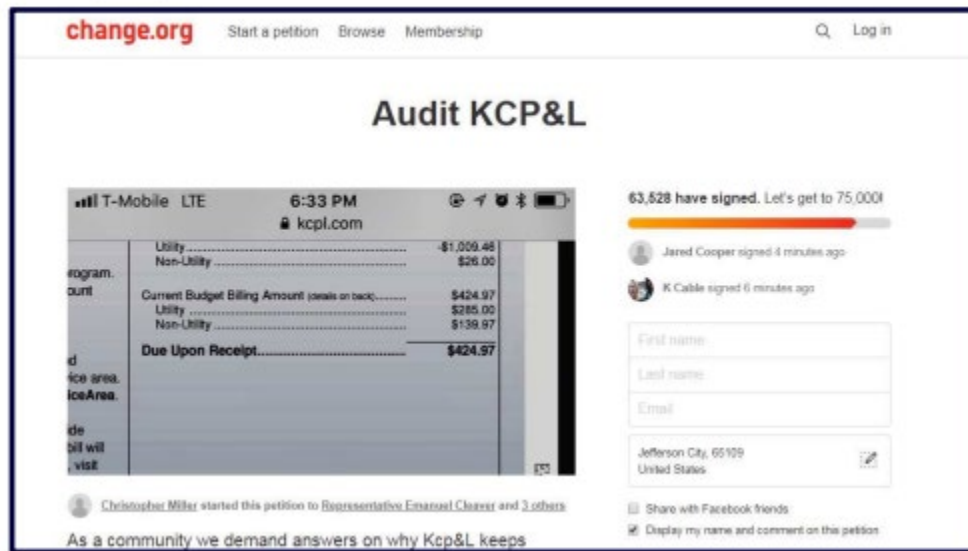 change.org Start a petition Browse Membership Log in
Audit KCP&L
T-Mobile LTE 6:33 PM
kcpl.com
Utility -$1,009.46
Non-Utility $26.00
rogram.
ount
Current Budget Billing Amount (details on back) $424.97
Utility $285.00
Non-Utility $139.97
Due Upon Receipt $424.97
d
ice area.
iceArea.
de
bill will
, visit
Christopher Miller started this petition to Representative Emanuel Cleaver and 3 others
As a community we demand answers on why Kcp&L keeps
63,528 have signed. Let's get to 75,000!
Jared Cooper signed 4 minutes ago
K Cable signed 6 minutes ago
First name
Last name
Email
Jefferson City, 65109
United States
Share with Facebook friends
Display my name and comment on this petition